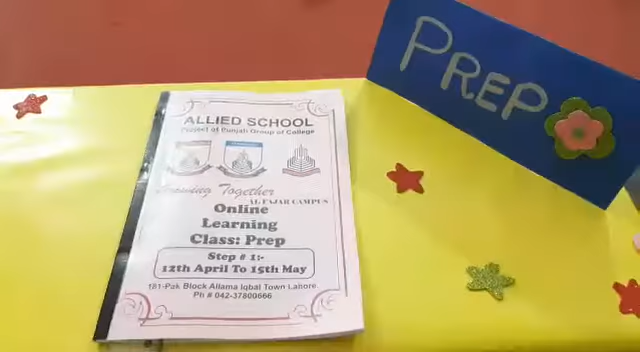 PREP
ALLIED SCHOOL
Project of Punjab Group of College
Growing Together
AL FAJAR CAMPUS
Online
Learning
Class: Prep
Step # 1:-
12th April To 15th May
181-Pak Block Allama Iqbal Town Lahore.
Ph # 042-37800666